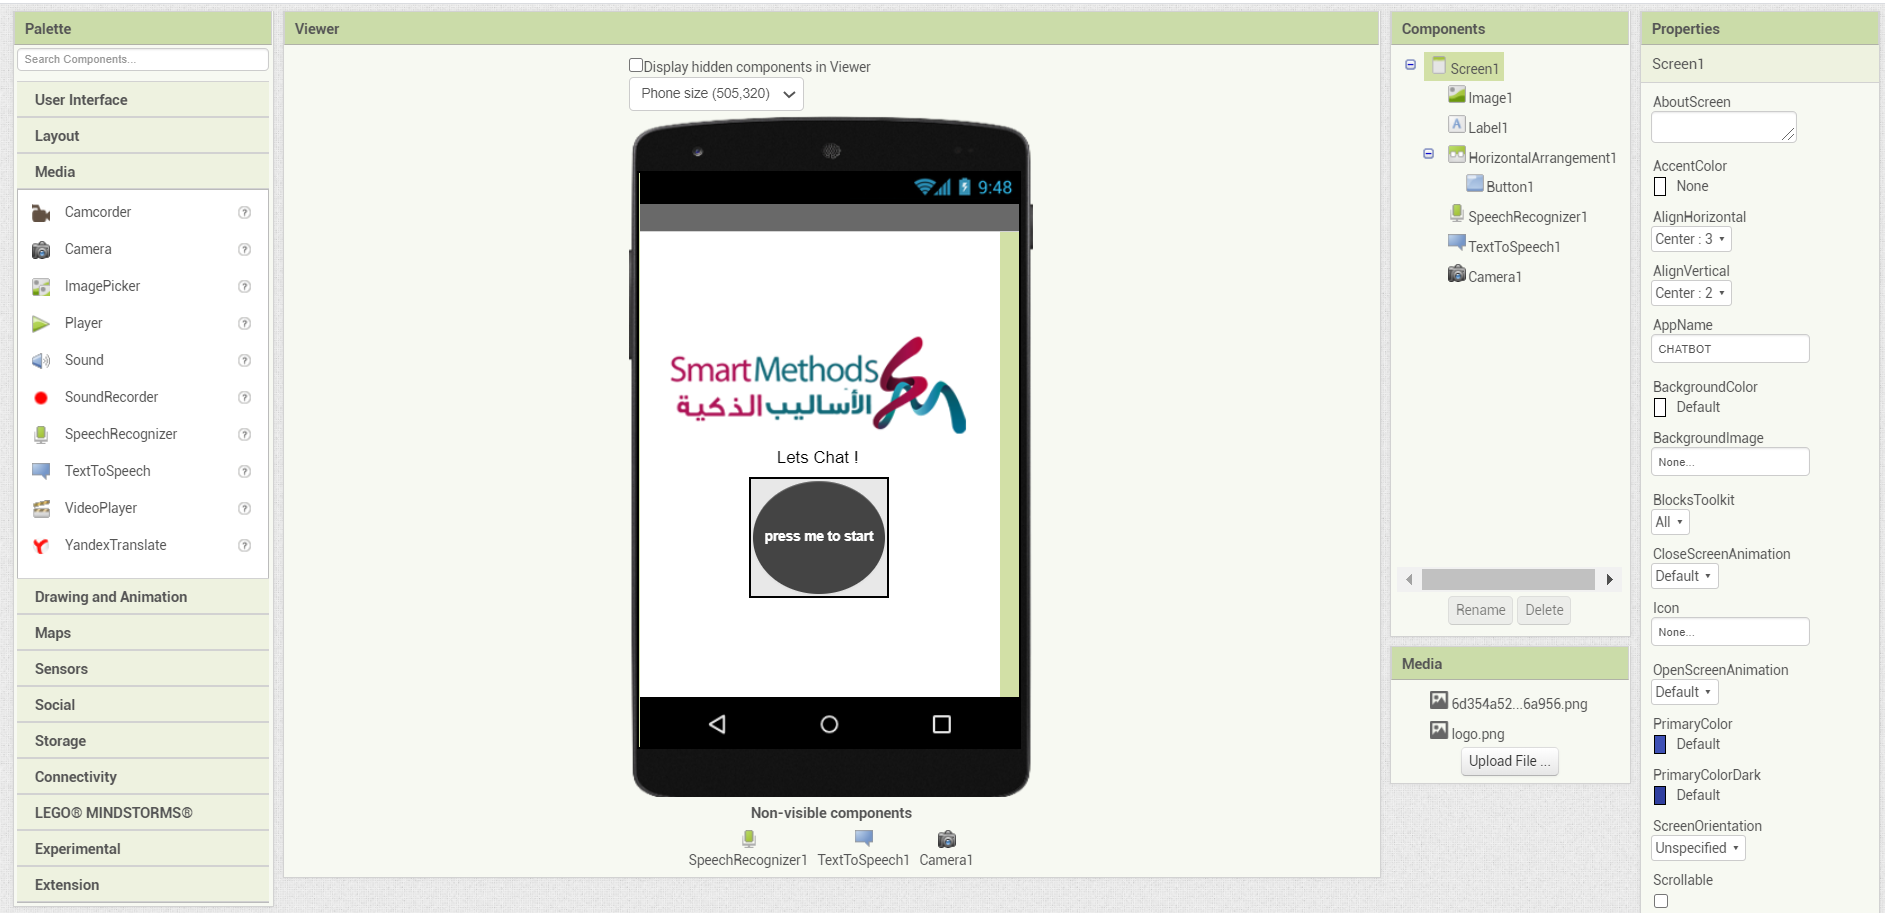 Palette
Search Components...
User Interface
Layout
Media
Camcorder
Camera
ImagePicker
Player
Sound
SoundRecorder
SpeechRecognizer
TextToSpeech
VideoPlayer
YandexTranslate
Drawing and Animation
Maps
Sensors
Social
Storage
Connectivity
LEGO® MINDSTORMS®
Experimental
Extension
Viewer
Display hidden components in Viewer
Phone size (505,320)
9:48
SmartMethodS
الأساليب الذكية
Lets Chat !
press me to start
Non-visible components
SpeechRecognizer1 TextToSpeech1 Camera1
Components
Screen1
Image1
Label1
HorizontalArrangement1
Button1
SpeechRecognizer1
TextToSpeech1
Camera1
Rename Delete
Media
6d354a52...6a956.png
logo.png
Upload File ...
Properties
Screen1
AboutScreen
AccentColor
None
AlignHorizontal
Center : 3
AlignVertical
Center : 2
AppName
CHATBOT
BackgroundColor
Default
BackgroundImage
None...
BlocksToolkit
All
CloseScreenAnimation
Default
Icon
None...
OpenScreenAnimation
Default
PrimaryColor
Default
PrimaryColorDark
Default
ScreenOrientation
Unspecified
Scrollable